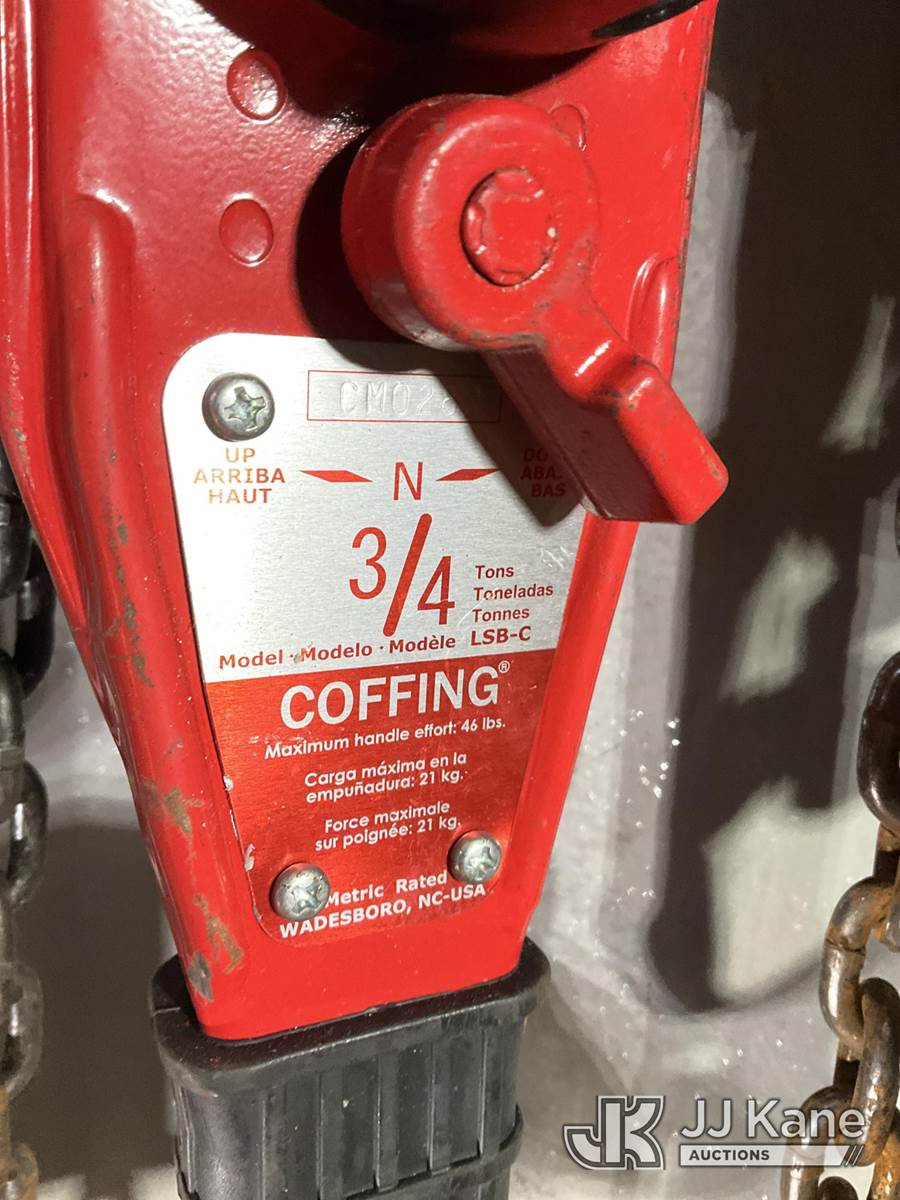 UP
ARRIBA
HAUT
N
BAS
3/4
Tons
Toneladas
Tonnes
Model · Modelo · Modèle LSB-C
COFFING®
Maximum handle effort: 46 lbs.
Carga máxima en la
empuñadura: 21 kg.
Force maximale
sur poignée: 21 kg.
Metric Rated
WADESBORO, NC-USA
JK JJ Kane
AUCTIONS